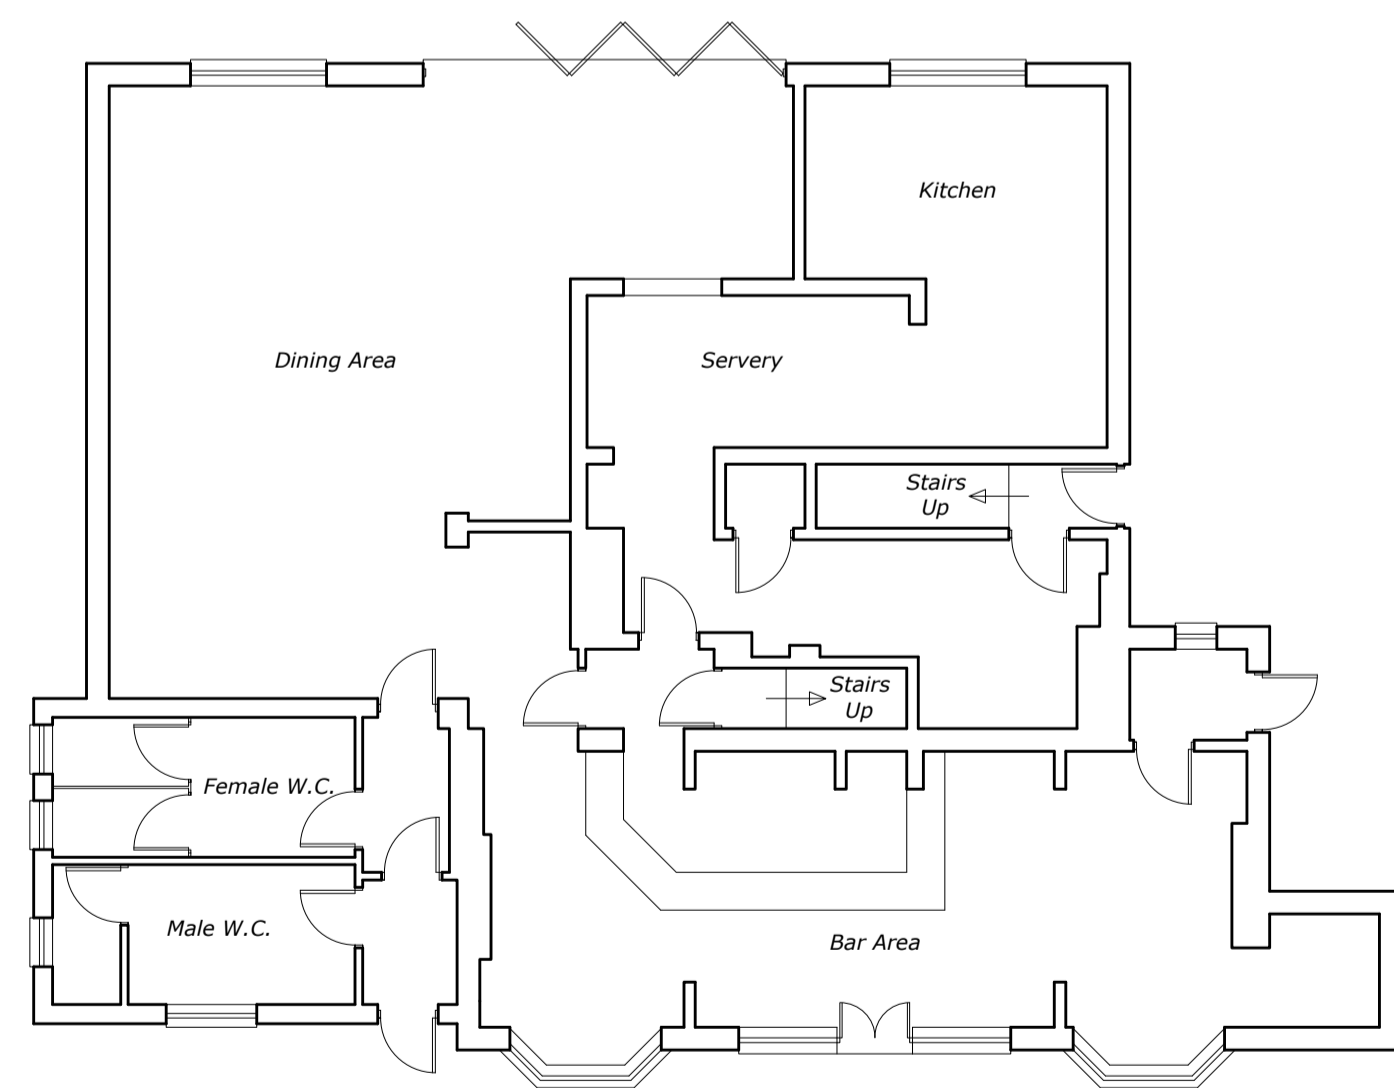 Kitchen
Dining Area
Servery
Stairs
Up
Stairs
Up
Female W.C.
Male W.C.
Bar Area